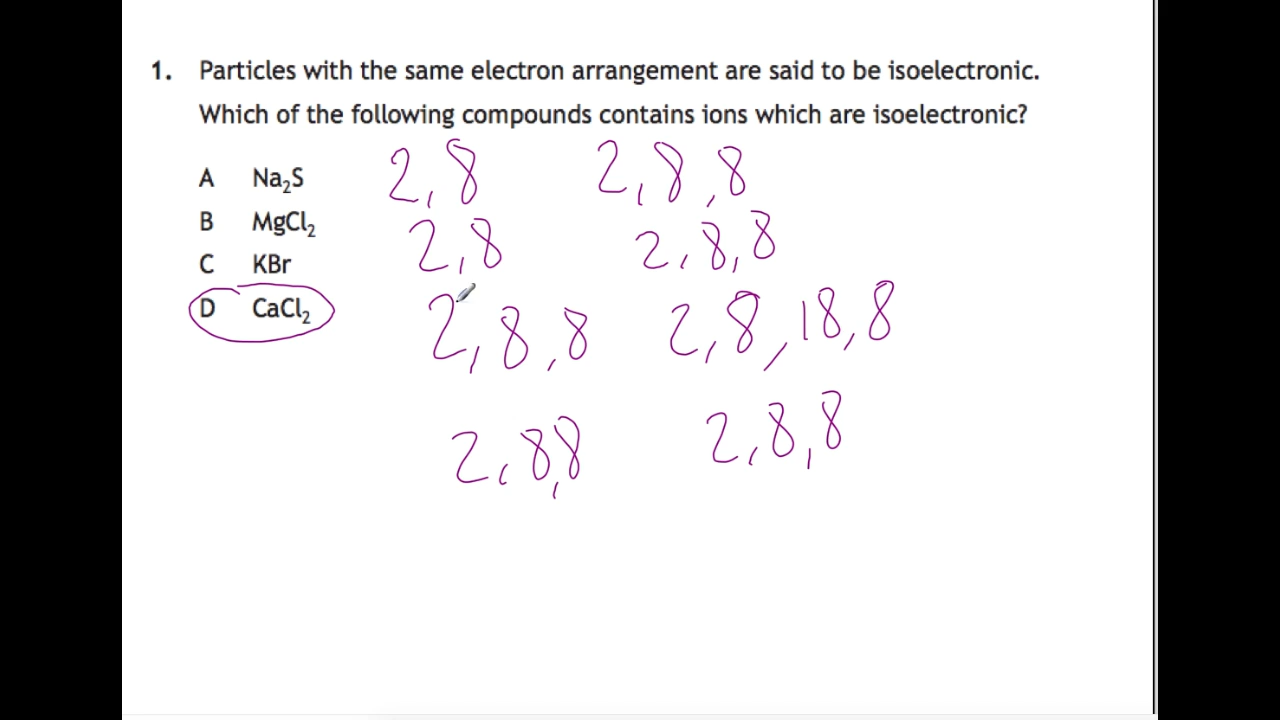 1. Particles with the same electron arrangement are said to be isoelectronic.
Which of the following compounds contains ions which are isoelectronic?
A Na₂S 2,8 2,8,8
B MgCl₂ 2,8 2,8,8
C KBr 2,8,8 2,8,18,8
D CaCl₂ 2,8,8 2,8,8